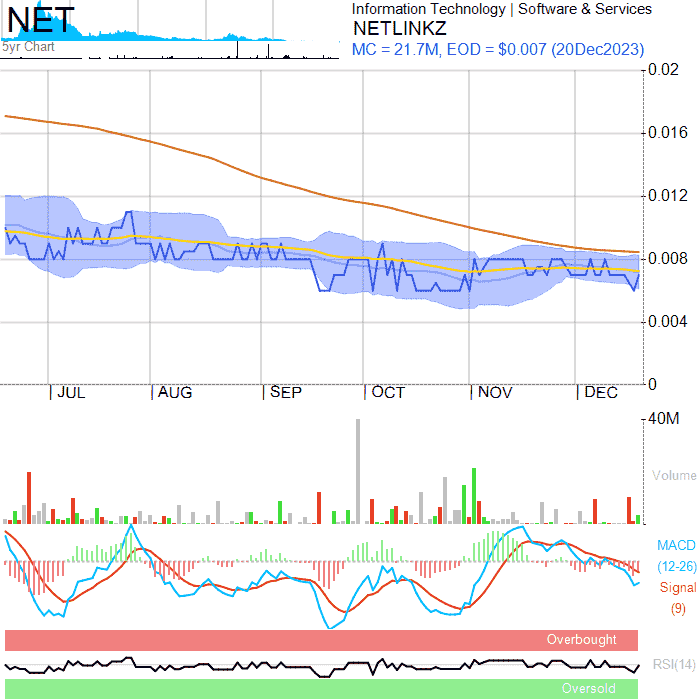 NET
5yr Chart
Information Technology | Software & Services
NETLINKZ
MC = 21.7M, EOD = $0.007 (20Dec2023)
0.02
0.016
0.012
0.008
0.004
0
JUL AUG SEP OCT NOV DEC
40M
Volume
MACD
(12-26)
Signal
(9)
Overbought
RSI(14)
Oversold